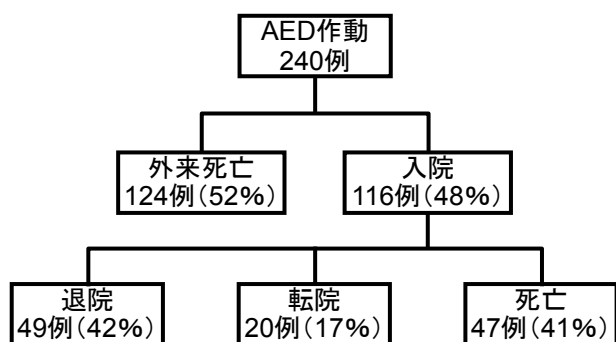 AED作動
240例
外来死亡
124例(52%)
入院
116例(48%)
退院
49例(42%)
転院
20例(17%)
死亡
47例(41%)